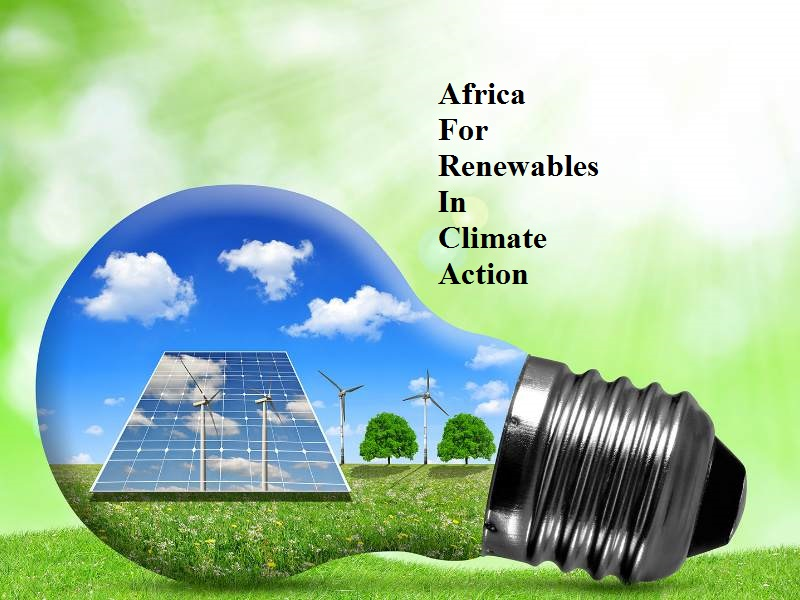 Africa
For
Renewables
In
Climate
Action